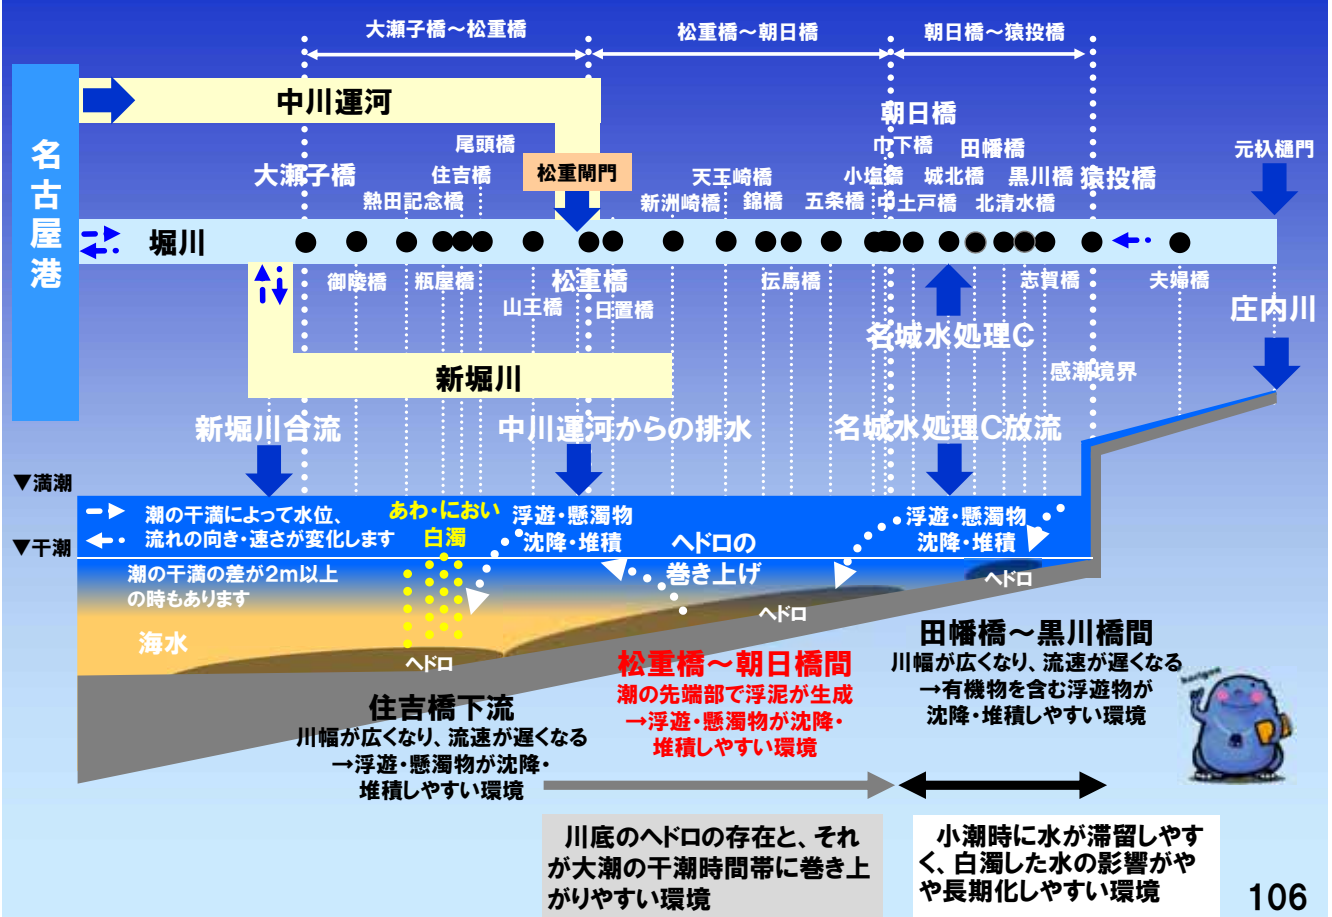 大瀬子橋～松重橋
松重橋～朝日橋
朝日橋～猿投橋
名古屋港
中川運河
尾頭橋
朝日橋
巾下橋
田幡橋
元杁樋門
大瀬子橋
住吉橋
松重閘門
天王崎橋
小塩橋
城北橋
黒川橋
猿投橋
熱田記念橋
新洲崎橋
錦橋
五条橋
中土戸橋
北清水橋
堀川
御陵橋
瓶屋橋
松重橋
伝馬橋
志賀橋
夫婦橋
山王橋
日置橋
庄内川
名城水処理C
新堀川
感潮境界
新堀川合流
中川運河からの排水
名城水処理C放流
▼満潮
潮の干満によって水位、
流れの向き・速さが変化します
あわ・におい
白濁
浮遊・懸濁物
沈降・堆積
ヘドロの
巻き上げ
浮遊・懸濁物
沈降・堆積
▼干潮
潮の干満の差が2m以上
の時もあります
ヘドロ
ヘドロ
海水
ヘドロ
田幡橋～黒川橋間
川幅が広くなり、流速が遅くなる
→有機物を含む浮遊物が
沈降・堆積しやすい環境
松重橋～朝日橋間
潮の先端部で浮泥が生成
→浮遊・懸濁物が沈降・
堆積しやすい環境
住吉橋下流
川幅が広くなり、流速が遅くなる
→浮遊・懸濁物が沈降・
堆積しやすい環境
川底のヘドロの存在と、それ
が大潮の干潮時間帯に巻き上
がりやすい環境
小潮時に水が滞留しやす
く、白濁した水の影響がや
や長期化しやすい環境
106